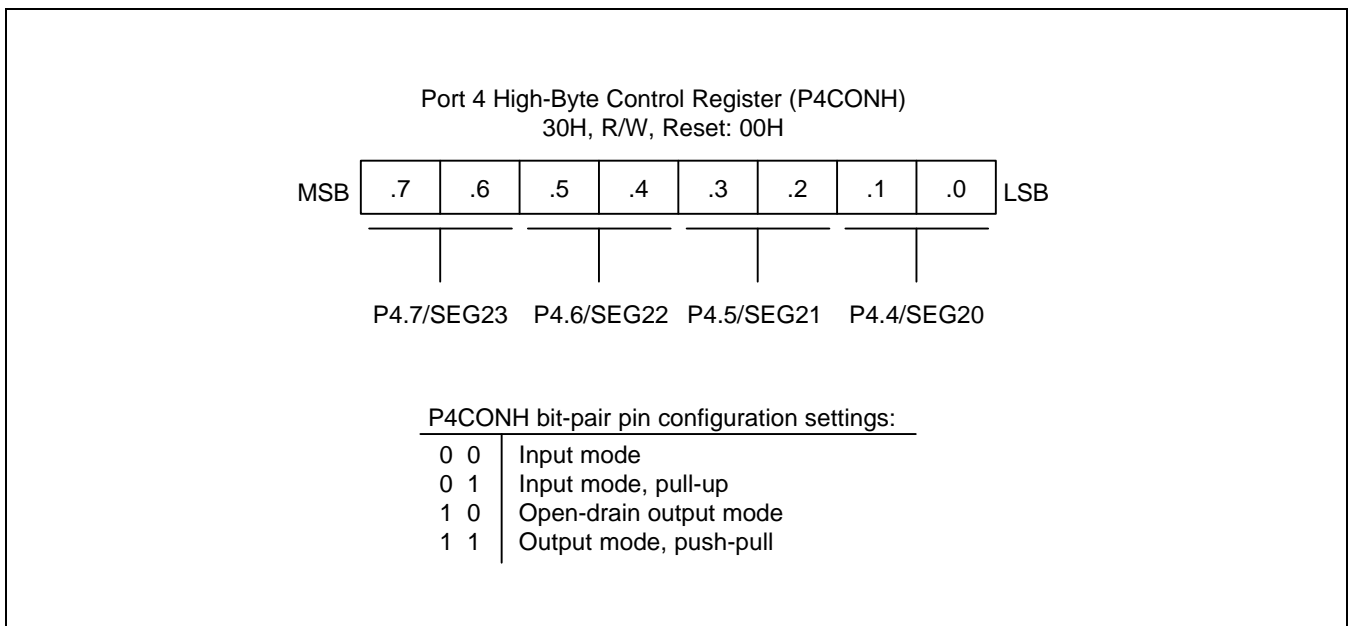 Port 4 High-Byte Control Register (P4CONH)
30H, R/W, Reset: 00H
MSB .7 .6 .5 .4 .3 .2 .1 .0 LSB
P4.7/SEG23 P4.6/SEG22 P4.5/SEG21 P4.4/SEG20
P4CONH bit-pair pin configuration settings:
0 0 Input mode
0 1 Input mode, pull-up
1 0 Open-drain output mode
1 1 Output mode, push-pull